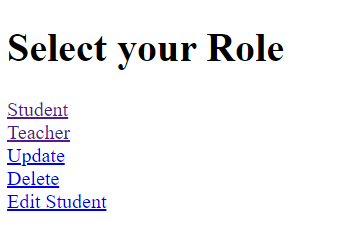 Select your Role
Student
Teacher
Update
Delete
Edit Student